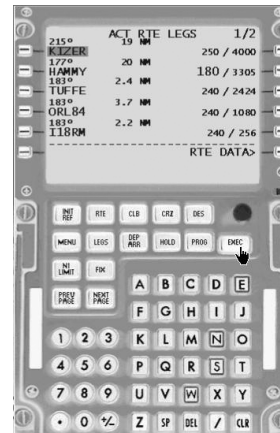 ACT RTE LEGS 1/2
215° 19 NM
KIZER 250 / 4000
177° 20 NM
HAMMY 180 / 3305
183° 2.4 NM
TUFFE 240 / 2424
183° 3.7 NM
ORL84 240 / 1080
183° 2.2 NM
I18RM 240 / 256
RTE DATA>
INIT REF RTE CLB CRZ DES
MENU LEGS DEP ARR HOLD PROG EXEC
N1 LIMIT FIX
PREV PAGE NEXT PAGE
A B C D E
F G H I J
1 2 3 K L M N O
4 5 6 P Q R S T
7 8 9 U V W X Y
. 0 +/- Z SP DEL / CLR